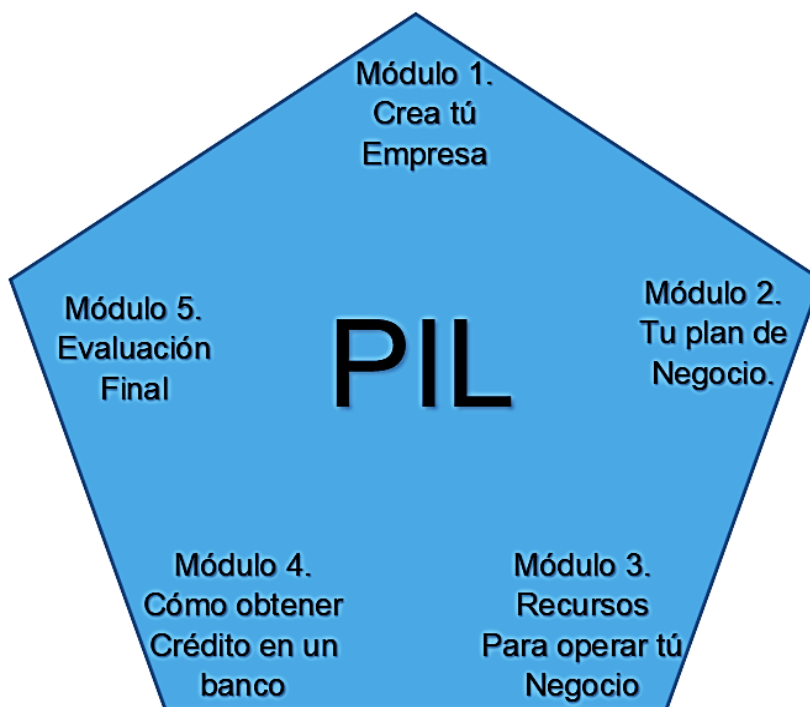 Módulo 1.
Crea tú
Empresa
Módulo 2.
Tu plan de
Negocio.
Módulo 3.
Recursos
Para operar tú
Negocio
Módulo 4.
Cómo obtener
Crédito en un
banco
Módulo 5.
Evaluación
Final
PIL